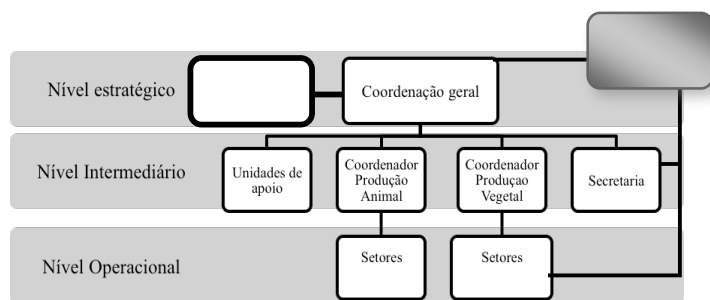 Nível estratégico
Coordenação geral
Nível Intermediário
Unidades de
apoio
Coordenador
Produção
Animal
Coordenador
Produçao
Vegetal
Secretaria
Nível Operacional
Setores
Setores